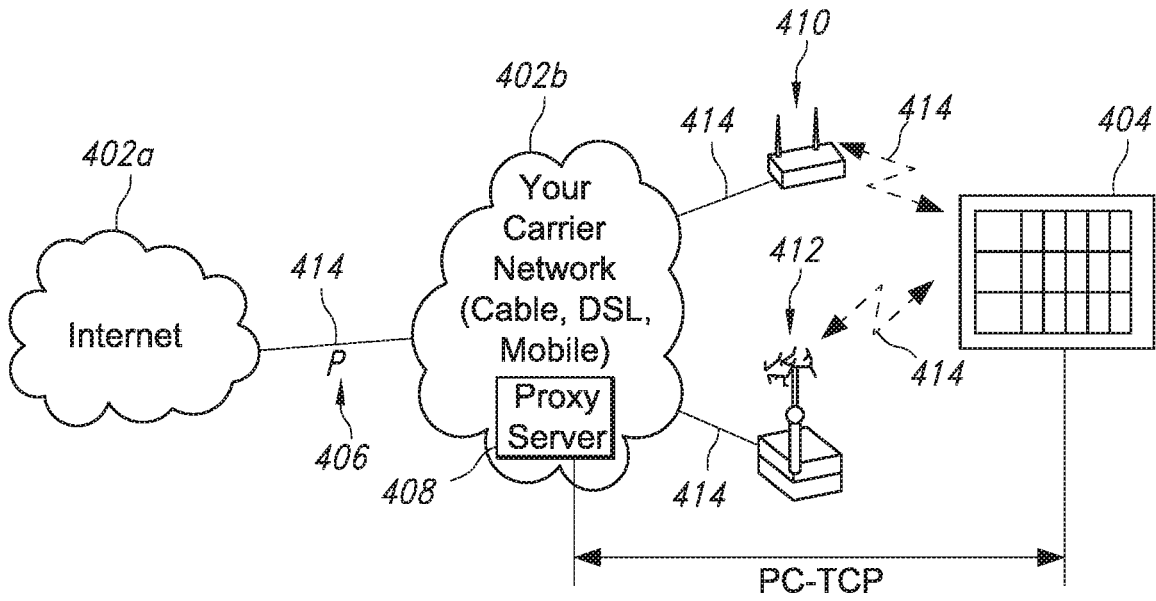 410
402b
414
414
404
402a
Your
Carrier
Network
(Cable, DSL,
Mobile)
412
414
Internet
P
414
Proxy
Server
406
408
414
PC-TCP